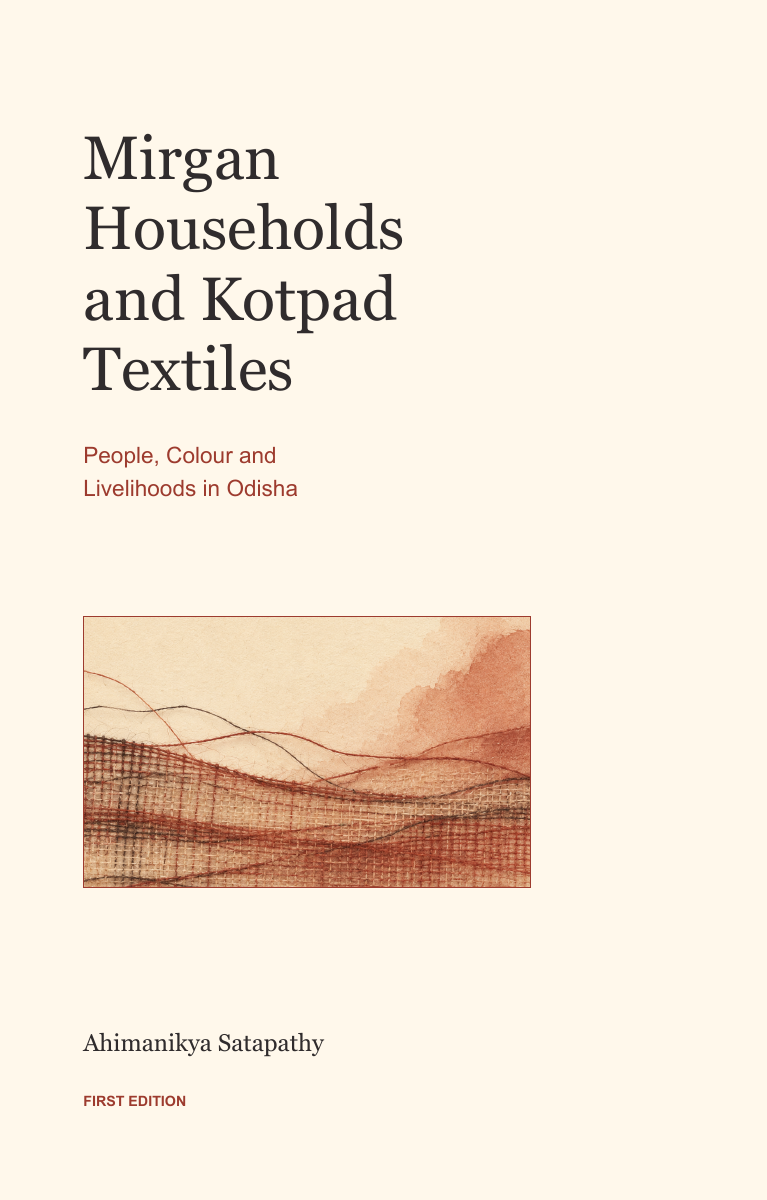 Mirgan
Households
and Kotpad
Textiles
People, Colour and
Livelihoods in Odisha
Ahimanikya Satapathy
FIRST EDITION